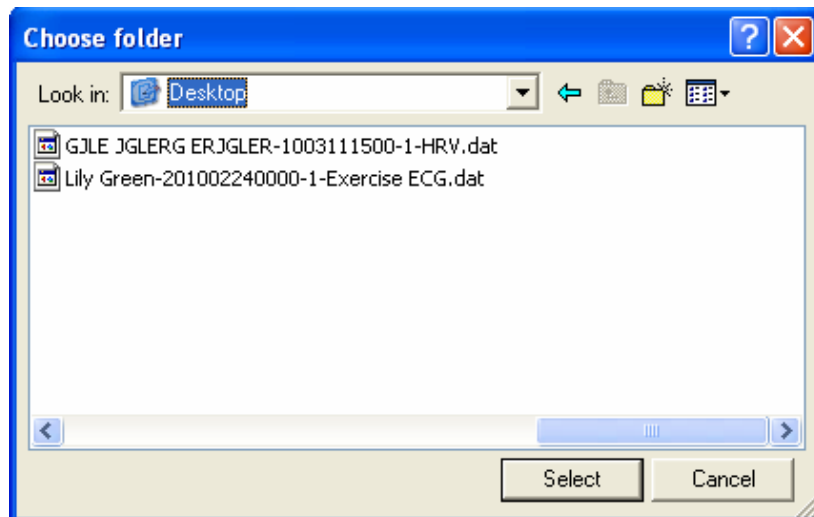 Choose folder
Look in: Desktop
GJLE JGLERG ERJGLER-1003111500-1-HRV.dat
Lily Green-201002240000-1-Exercise ECG.dat
Select Cancel